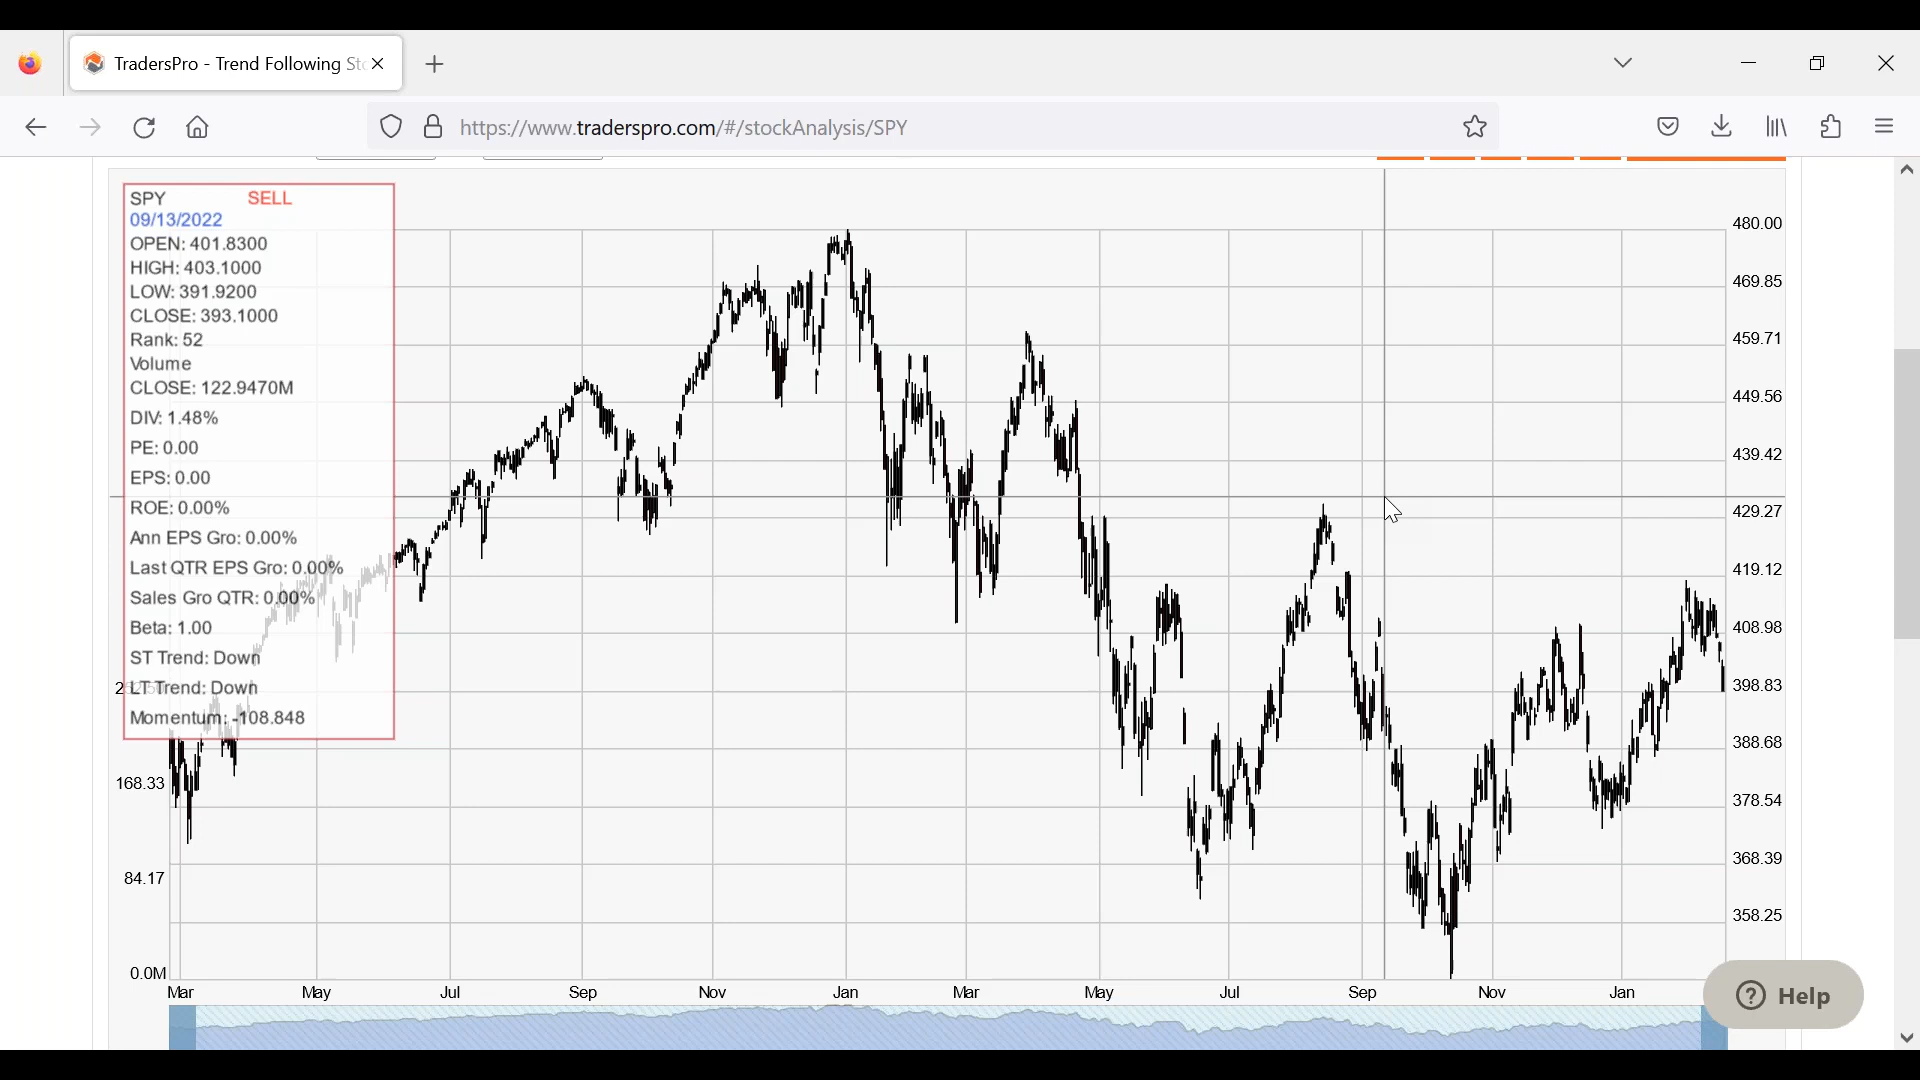 TradersPro - Trend Following Sto
https://www.traderspro.com/#/stockAnalysis/SPY
SPY SELL
09/13/2022
OPEN: 401.8300
HIGH: 403.1000
LOW: 391.9200
CLOSE: 393.1000
Rank: 52
Volume
CLOSE: 122.9470M
DIV: 1.48%
PE: 0.00
EPS: 0.00
ROE: 0.00%
Ann EPS Gro: 0.00%
Last QTR EPS Gro: 0.00%
Sales Gro QTR: 0.00%
Beta: 1.00
ST Trend: Down
LT Trend: Down
Momentum: -108.848
168.33
84.17
0.0M
480.00
469.85
459.71
449.56
439.42
429.27
419.12
408.98
398.83
388.68
378.54
368.39
358.25
Mar May Jul Sep Nov Jan Mar May Jul Sep Nov Jan
Help